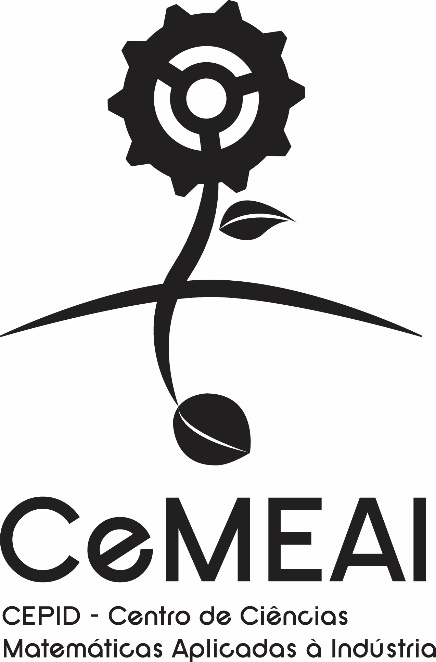 CeMEAI
CEPID - Centro de Ciências
Matemáticas Aplicadas à Indústria